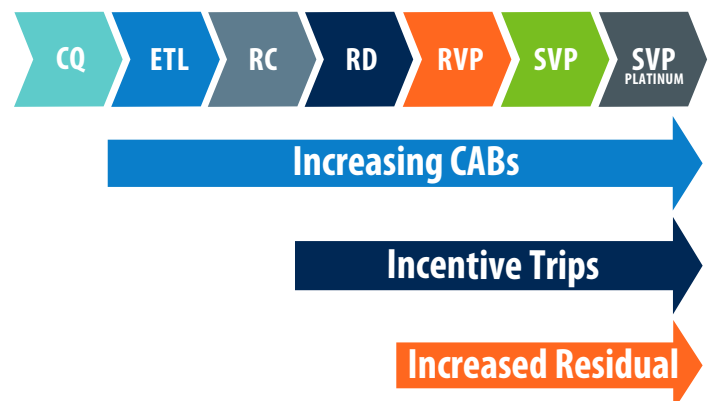 CQ ETL RC RD RVP SVP SVP
PLATINUM
Increasing CABs
Incentive Trips
Increased Residual